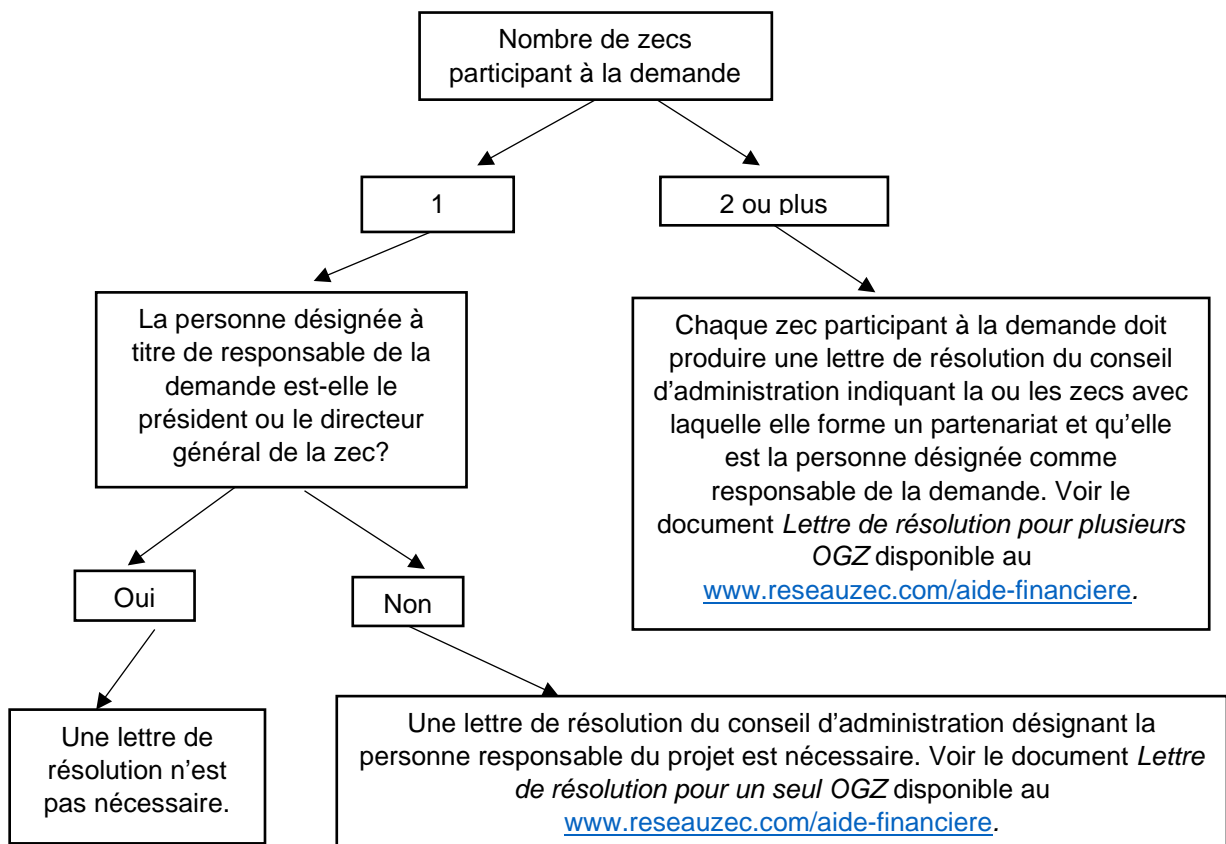 Nombre de zecs
participant à la demande
1
2 ou plus
La personne désignée à
titre de responsable de la
demande est-elle le
président ou le directeur
général de la zec?
Chaque zec participant à la demande doit
produire une lettre de résolution du conseil
d’administration indiquant la ou les zecs avec
laquelle elle forme un partenariat et qu’elle
est la personne désignée comme
responsable de la demande. Voir le
document Lettre de résolution pour plusieurs
OGZ disponible au
www.reseauzec.com/aide-financiere.
Oui
Non
Une lettre de
résolution n’est
pas nécessaire.
Une lettre de résolution du conseil d’administration désignant la
personne responsable du projet est nécessaire. Voir le document Lettre
de résolution pour un seul OGZ disponible au
www.reseauzec.com/aide-financiere.